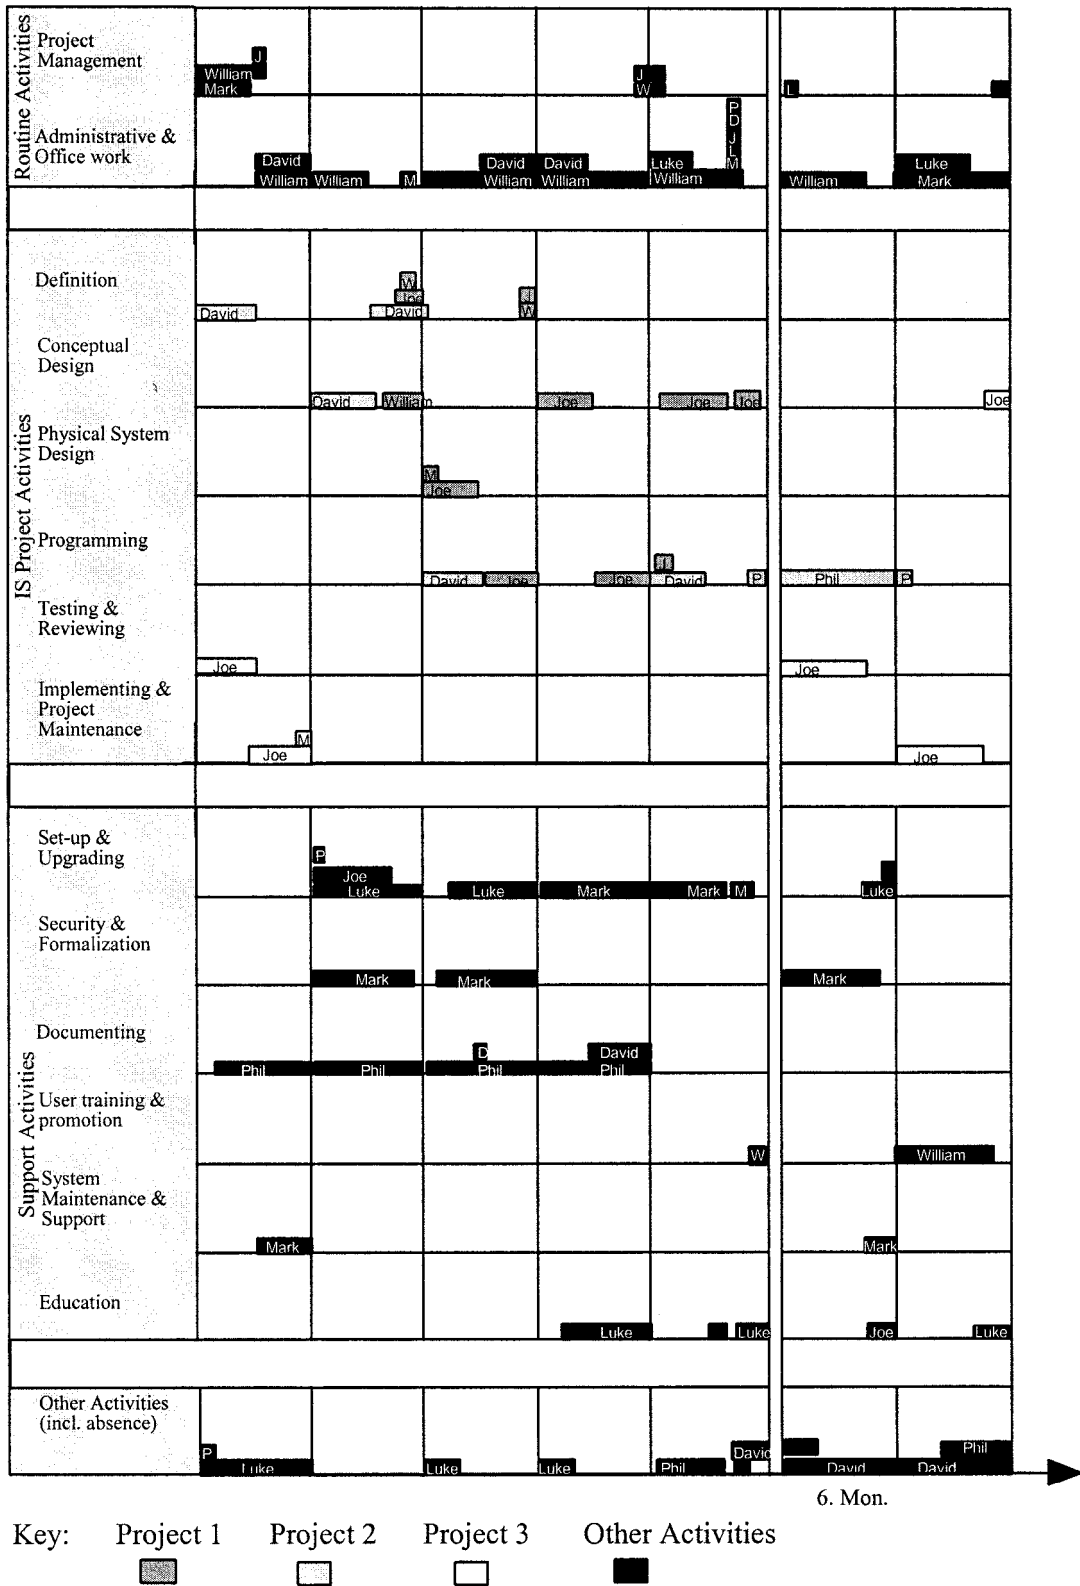 Routine Activities
Project
Management
J
William
Mark
J
W
L
Administrative &
Office work
P
D
J
L
M
David
David
David
Luke
Luke
William
William
M
William
William
William
William
Mark
IS Project Activities
Definition
W
Joe
J
David
David
W
Conceptual
Design
David
William
Joe
Joe
Joe
Joe
Physical System
Design
M
Joe
Programming
J
David
Joe
Joe
David
P
Phil
P
Testing &
Reviewing
Joe
Joe
Implementing &
Project
Maintenance
M
Joe
Joe
Support Activities
Set-up &
Upgrading
P
Joe
Luke
Luke
Mark
Mark
M
Luke
Security &
Formalization
Mark
Mark
Mark
Documenting
D
David
Phil
Phil
Phil
Phil
User training &
promotion
W
William
System
Maintenance &
Support
Mark
Mark
Education
Luke
Luke
Joe
Luke
Other Activities
(incl. absence)
P
David
Phil
Luke
Luke
Luke
Phil
David
David
6. Mon.
Key: Project 1 Project 2 Project 3 Other Activities